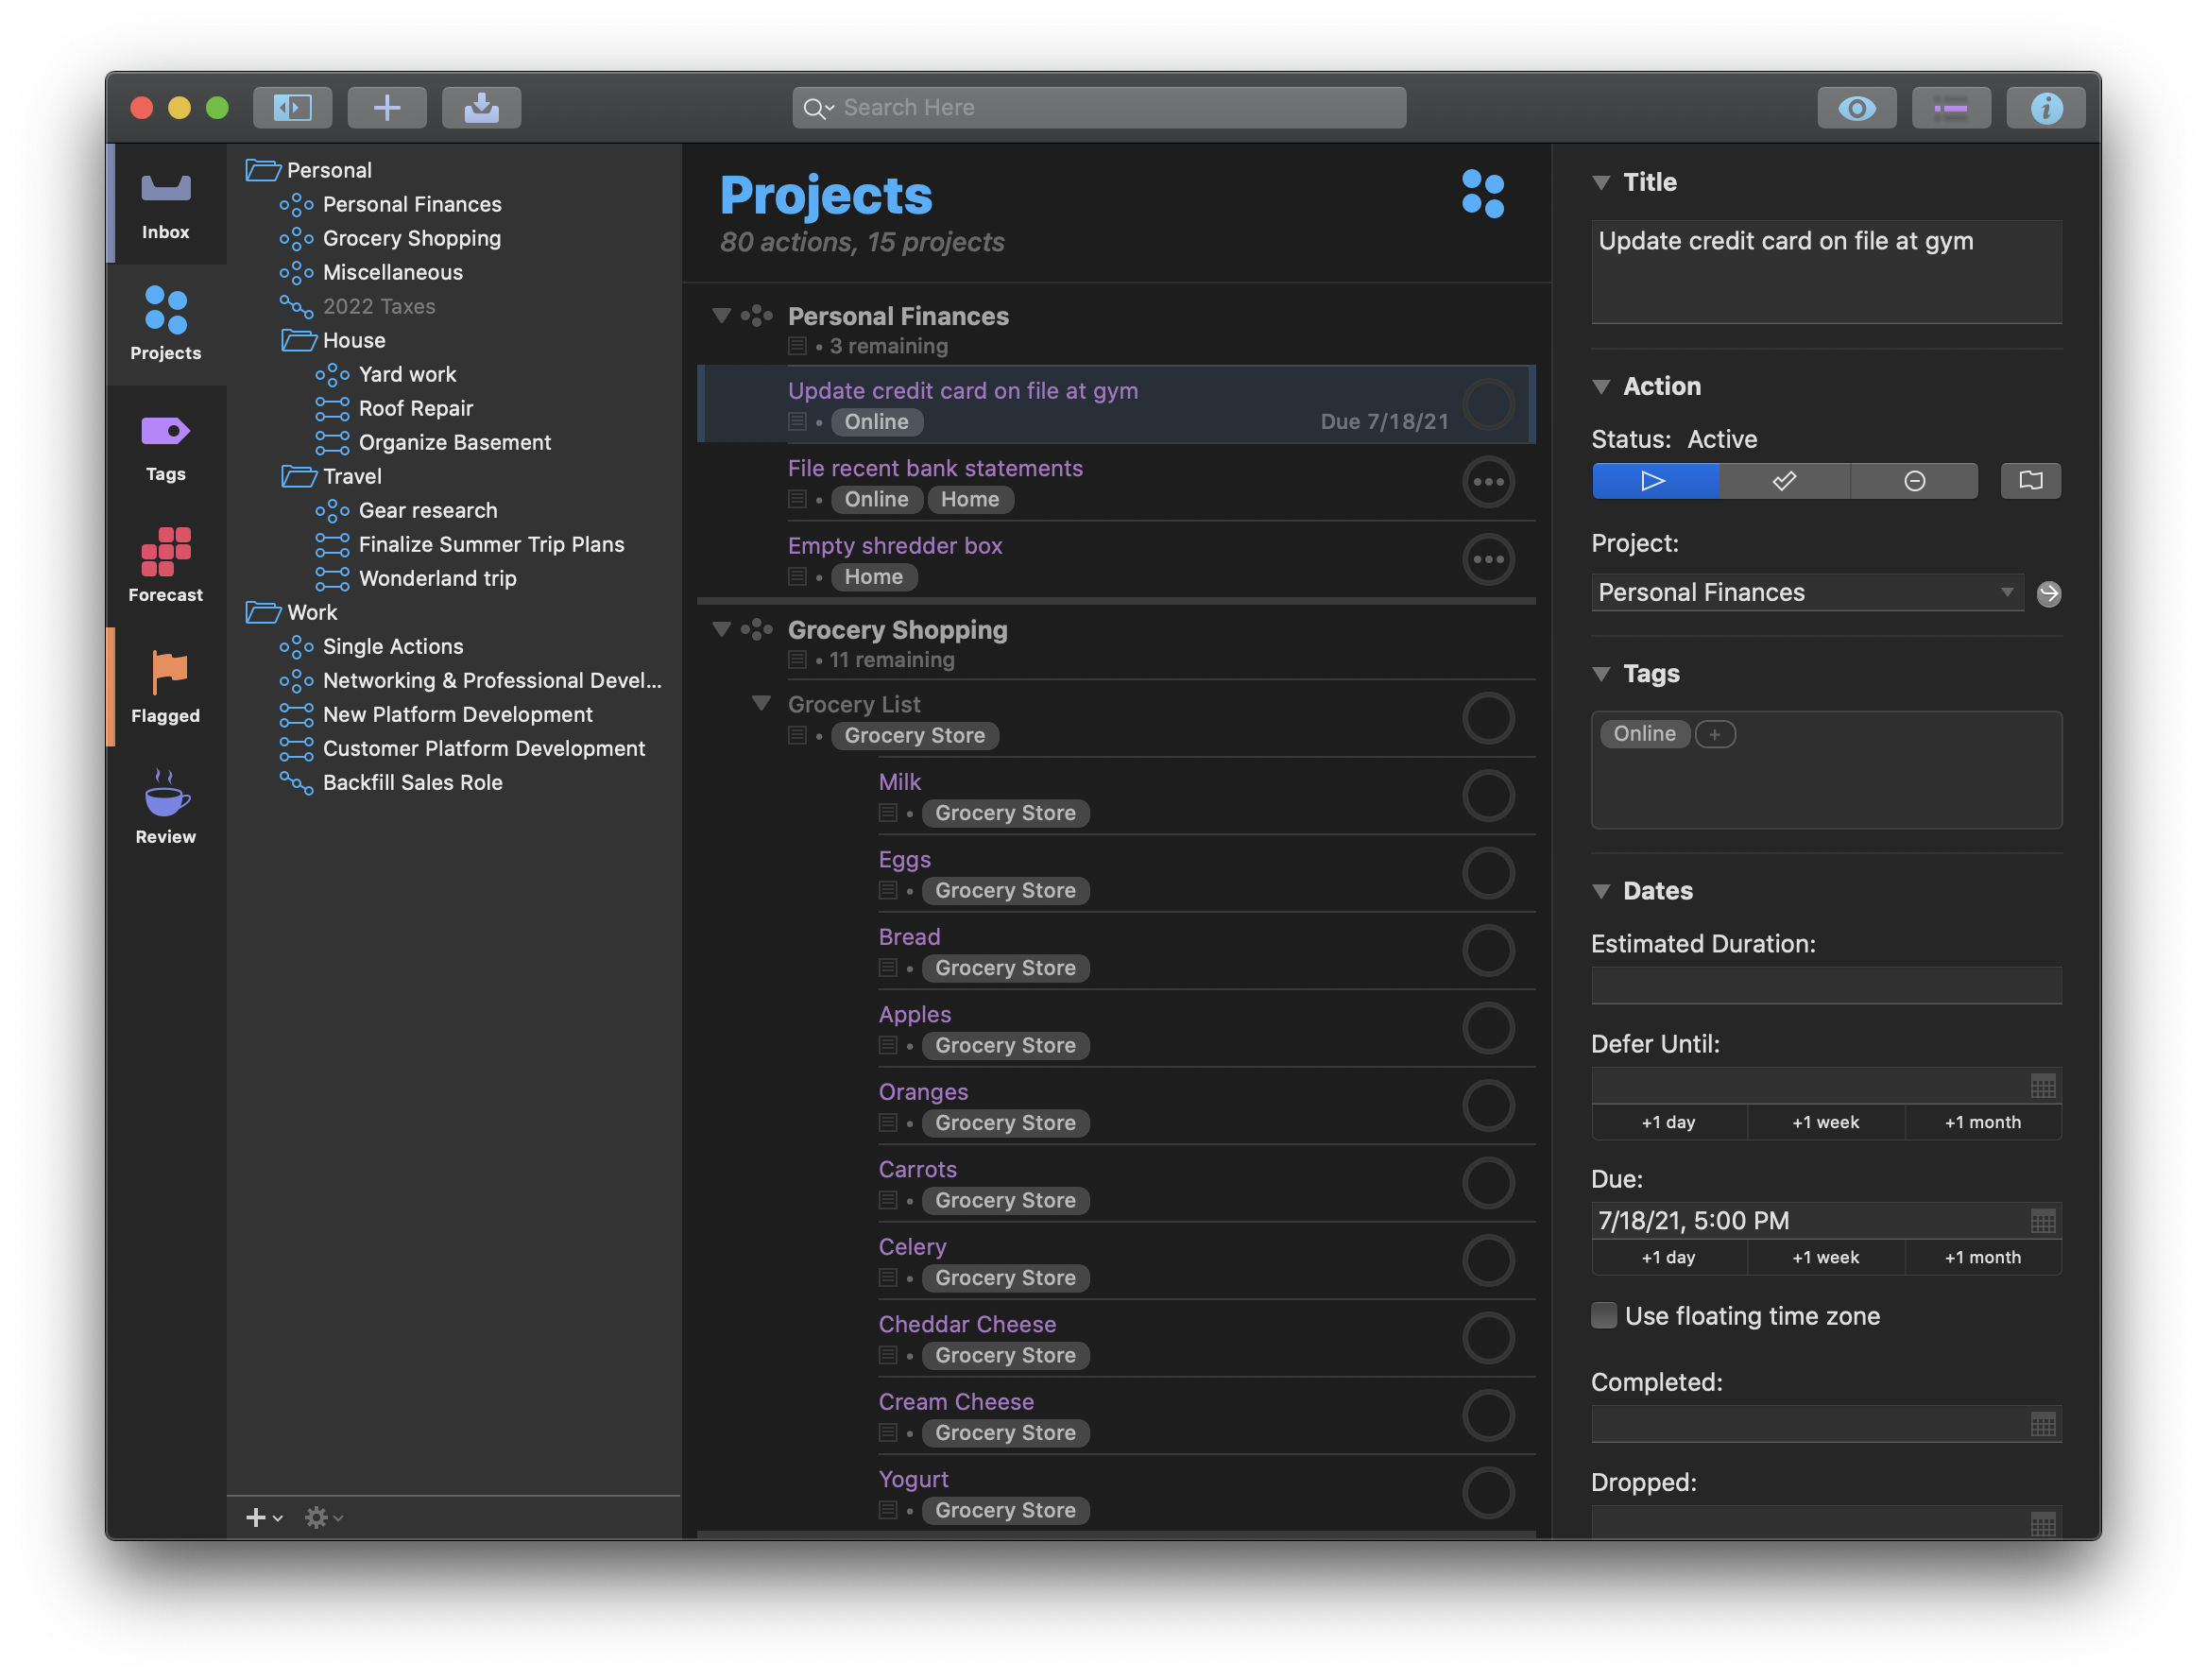 Search Here
Inbox
Projects
Tags
Forecast
Flagged
Review
Personal
Personal Finances
Grocery Shopping
Miscellaneous
2022 Taxes
House
Yard work
Roof Repair
Organize Basement
Travel
Gear research
Finalize Summer Trip Plans
Wonderland trip
Work
Single Actions
Networking & Professional Devel...
New Platform Development
Customer Platform Development
Backfill Sales Role
Projects
80 actions, 15 projects
Personal Finances
• 3 remaining
Update credit card on file at gym
• Online Due 7/18/21
File recent bank statements
• Online Home
Empty shredder box
• Home
Grocery Shopping
• 11 remaining
Grocery List
• Grocery Store
Milk
• Grocery Store
Eggs
• Grocery Store
Bread
• Grocery Store
Apples
• Grocery Store
Oranges
• Grocery Store
Carrots
• Grocery Store
Celery
• Grocery Store
Cheddar Cheese
• Grocery Store
Cream Cheese
• Grocery Store
Yogurt
• Grocery Store
Title
Update credit card on file at gym
Action
Status: Active
Project:
Personal Finances
Tags
Online +
Dates
Estimated Duration:
Defer Until:
+1 day +1 week +1 month
Due:
7/18/21, 5:00 PM
+1 day +1 week +1 month
Use floating time zone
Completed:
Dropped: